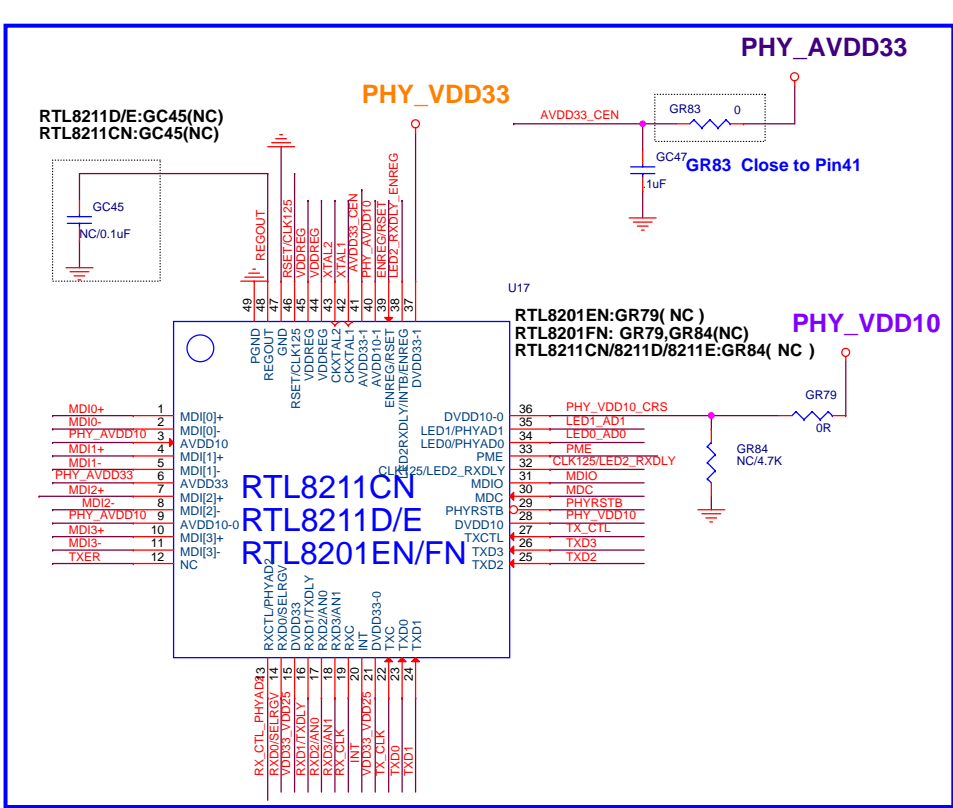 PHY_AVDD33
PHY_VDD33
RTL8211D/E:GC45(NC)
RTL8211CN:GC45(NC)
AVDD33_CEN
GR83
0
GC47
.1uF
GR83 Close to Pin41
GC45
NC/0.1uF
REGOUT
RSET/CLK125
VDDREG
VDDREG
XTAL2
XTAL1
AVDD33_CEN
PHY_AVDD10
ENREG/RSET
LED2_RXDLY_ENREG
U17
49
48
47
46
45
44
43
42
41
40
39
38
37
PGND
REGOUT
GND
RSET/CLK125
VDDREG
VDDREG
CKXTAL2
CKXTAL1
AVDD33-1
AVDD10-1
ENREG/RSET
LED2RXDLY/INTB/ENREG
DVDD33-1
RTL8201EN:GR79( NC )
RTL8201FN: GR79,GR84(NC)
RTL8211CN/8211D/8211E:GR84( NC )
PHY_VDD10
GR79
0R
GR84
NC/4.7K
MDI0+ 1 MDI[0]+
MDI0- 2 MDI[0]-
PHY_AVDD10 3 AVDD10
MDI1+ 4 MDI[1]+
MDI1- 5 MDI[1]-
PHY_AVDD33 6 AVDD33
MDI2+ 7 MDI[2]+
MDI2- 8 MDI[2]-
PHY_AVDD10 9 AVDD10-0
MDI3+ 10 MDI[3]+
MDI3- 11 MDI[3]-
TXER 12 NC
RTL8211CN
RTL8211D/E
RTL8201EN/FN
DVDD10-0 36 PHY_VDD10_CRS
LED1/PHYAD1 35 LED1_AD1
LED0/PHYAD0 34 LED0_AD0
PME 33 PME
CLK125/LED2_RXDLY 32 CLK125/LED2_RXDLY
MDIO 31 MDIO
MDC 30 MDC
PHYRSTB 29 PHYRSTB
DVDD10 28 PHY_VDD10
TXCTL 27 TX_CTL
TXD3 26 TXD3
TXD2 25 TXD2
RXCTL/PHYAD2
RXD0/SELRGV
DVDD33
RXD1/TXDLY
RXD2/AN0
RXD3/AN1
RXC
INT
DVDD33-0
TXC
TXD0
TXD1
13
14
15
16
17
18
19
20
21
22
23
24
RX_CTL_PHYAD2
RXD0/SELRGV
VDD33_VDD25
RXD1/TXDLY
RXD2/AN0
RXD3/AN1
RX_CLK
INT
VDD33_VDD25
TX_CLK
TXD0
TXD1